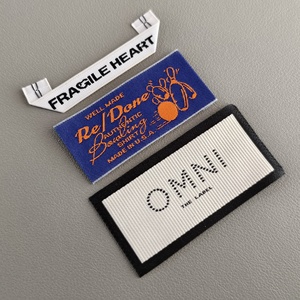 FRAGILE HEART
WELL MADE
Re/Done
AUTHENTIC
Bowling
SHIRT
MADE IN U.S.A.
OMNI
THE LABEL